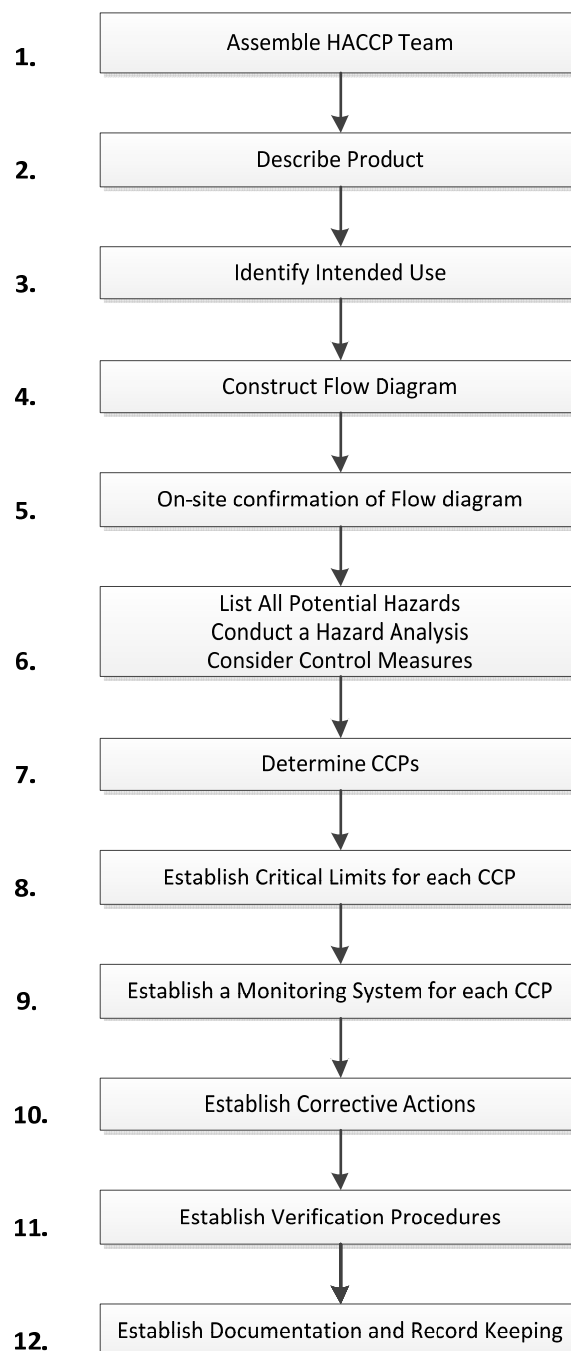 1. Assemble HACCP Team
2. Describe Product
3. Identify Intended Use
4. Construct Flow Diagram
5. On-site confirmation of Flow diagram
List All Potential Hazards
Conduct a Hazard Analysis
6. Consider Control Measures
7. Determine CCPs
8. Establish Critical Limits for each CCP
9. Establish a Monitoring System for each CCP
10. Establish Corrective Actions
11. Establish Verification Procedures
12. Establish Documentation and Record Keeping